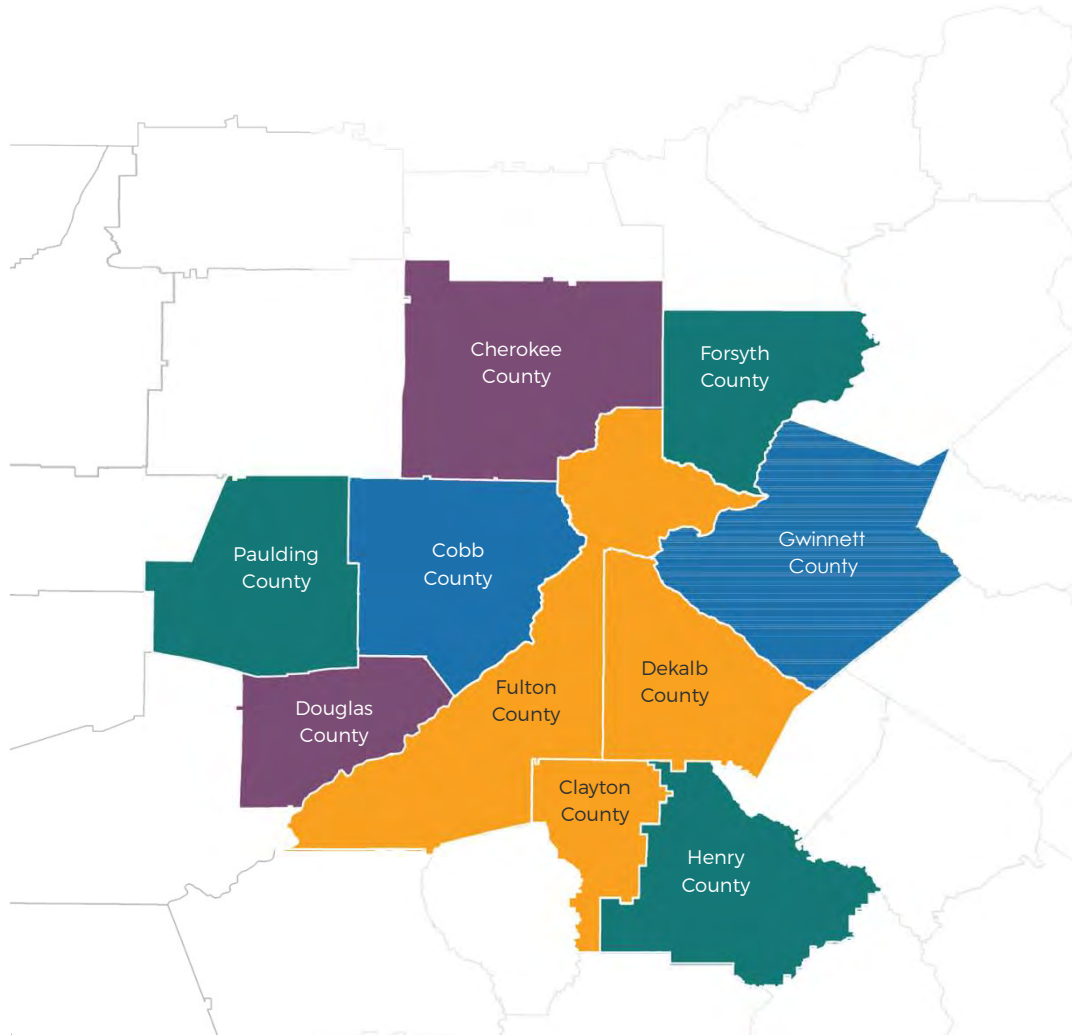 Cherokee
County
Forsyth
County
Paulding
County
Cobb
County
Gwinnett
County
Douglas
County
Fulton
County
Dekalb
County
Clayton
County
Henry
County